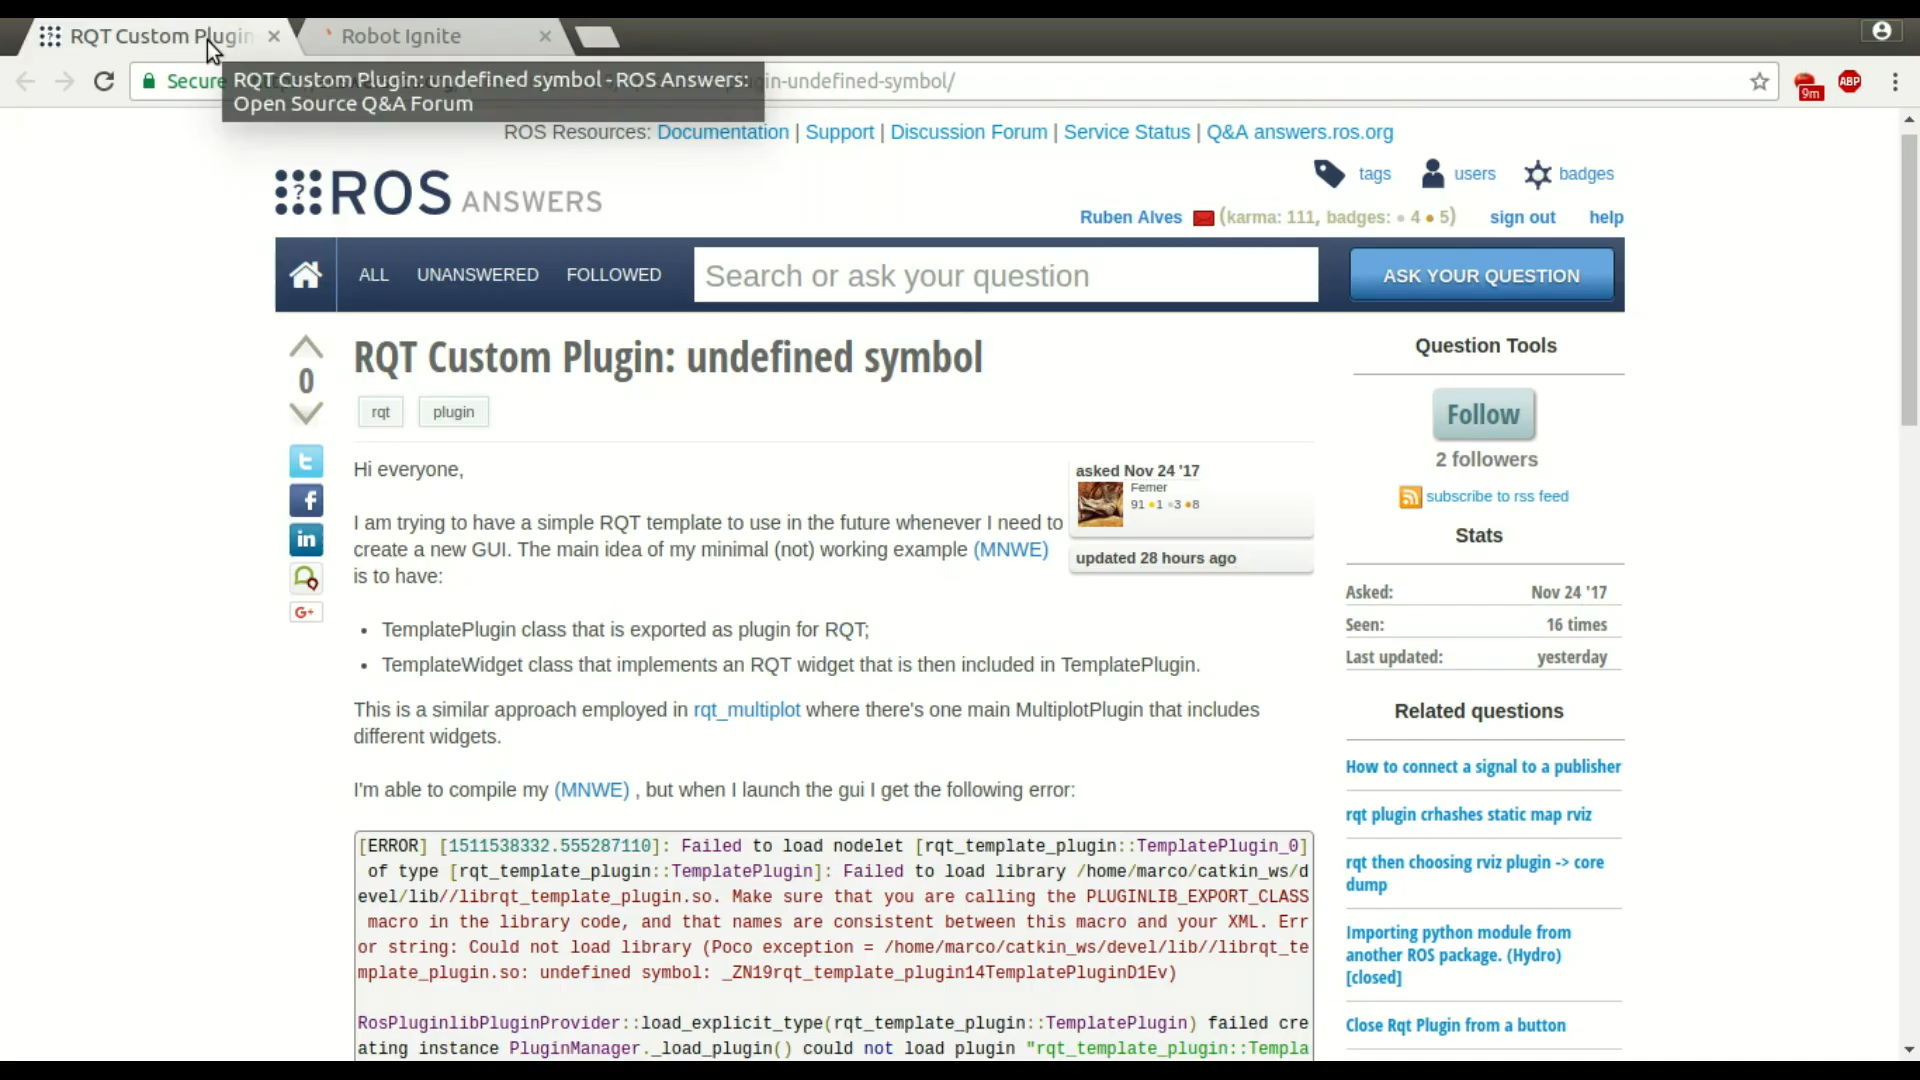 RQT Custom Plugin
Robot Ignite
Secure
RQT Custom Plugin: undefined symbol - ROS Answers:
Open Source Q&A Forum
in-undefined-symbol/
9m
ABP
ROS Resources: Documentation | Support | Discussion Forum | Service Status | Q&A answers.ros.org
tags
users
badges
?ROS ANSWERS
Ruben Alves (karma: 111, badges: ● 4 ● 5) sign out help
ALL UNANSWERED FOLLOWED Search or ask your question ASK YOUR QUESTION
0
RQT Custom Plugin: undefined symbol
rqt
plugin
Hi everyone,
I am trying to have a simple RQT template to use in the future whenever I need to
create a new GUI. The main idea of my minimal (not) working example (MNWE)
is to have:
asked Nov 24 '17
Femer
91 ●1 ●3 ●8
updated 28 hours ago
• TemplatePlugin class that is exported as plugin for RQT;
• TemplateWidget class that implements an RQT widget that is then included in TemplatePlugin.
This is a similar approach employed in rqt_multiplot where there's one main MultiplotPlugin that includes
different widgets.
I'm able to compile my (MNWE) , but when I launch the gui I get the following error:
[ERROR] [1511538332.555287110]: Failed to load nodelet [rqt_template_plugin::TemplatePlugin_0]
of type [rqt_template_plugin::TemplatePlugin]: Failed to load library /home/marco/catkin_ws/d
evel/lib//librqt_template_plugin.so. Make sure that you are calling the PLUGINLIB_EXPORT_CLASS
macro in the library code, and that names are consistent between this macro and your XML. Err
or string: Could not load library (Poco exception = /home/marco/catkin_ws/devel/lib//librqt_te
mplate_plugin.so: undefined symbol: _ZN19rqt_template_plugin14TemplatePluginD1Ev)
RosPluginlibPluginProvider::load_explicit_type(rqt_template_plugin::TemplatePlugin) failed cre
ating instance PluginManager._load_plugin() could not load plugin "rqt_template_plugin::Templa
t
f
in
G+
Question Tools
Follow
2 followers
subscribe to rss feed
Stats
Asked: Nov 24 '17
Seen: 16 times
Last updated: yesterday
Related questions
How to connect a signal to a publisher
rqt plugin crhashes static map rviz
rqt then choosing rviz plugin -> core
dump
Importing python module from
another ROS package. (Hydro)
[closed]
Close Rqt Plugin from a button